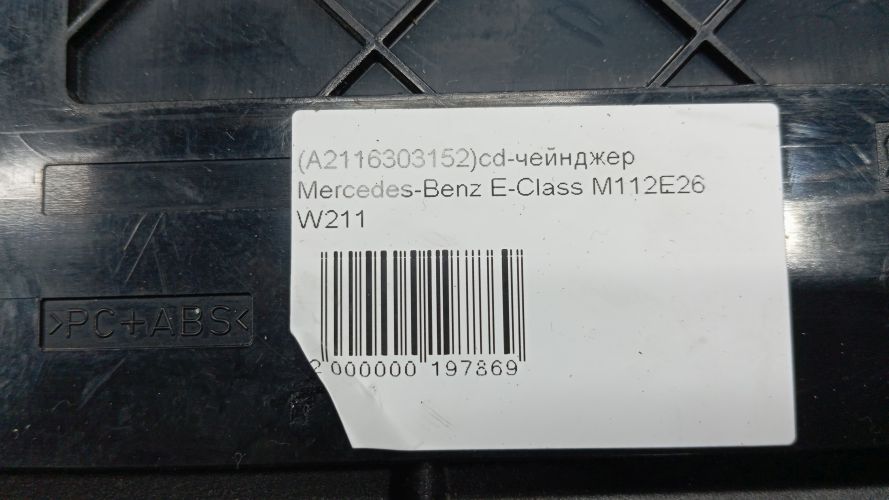 (A2116303152)cd-чейнджер
Mercedes-Benz E-Class M112E26
W211
2 000000 197869
>PC+ABS<